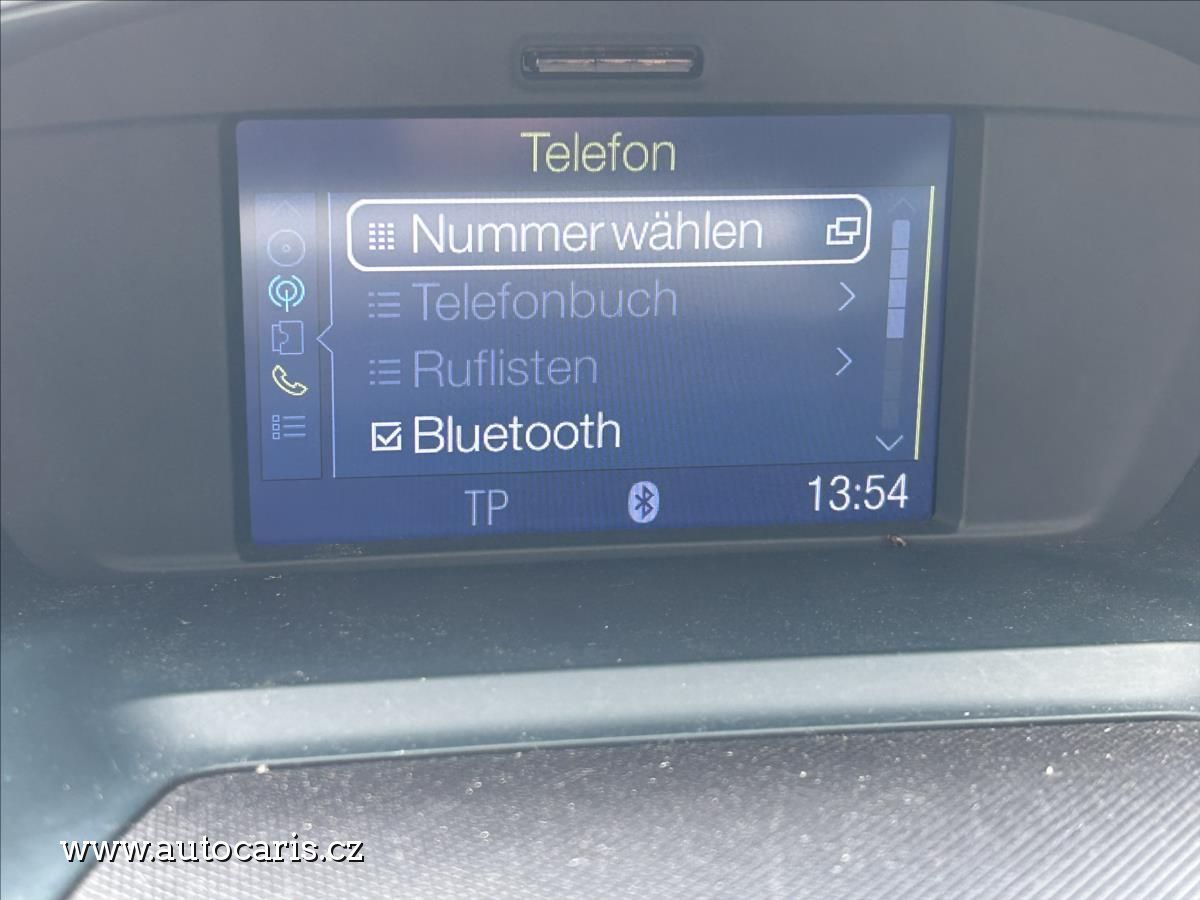 Telefon
Nummer wählen
Telefonbuch
Ruflisten
Bluetooth
TP
13:54
www.autocaris.cz